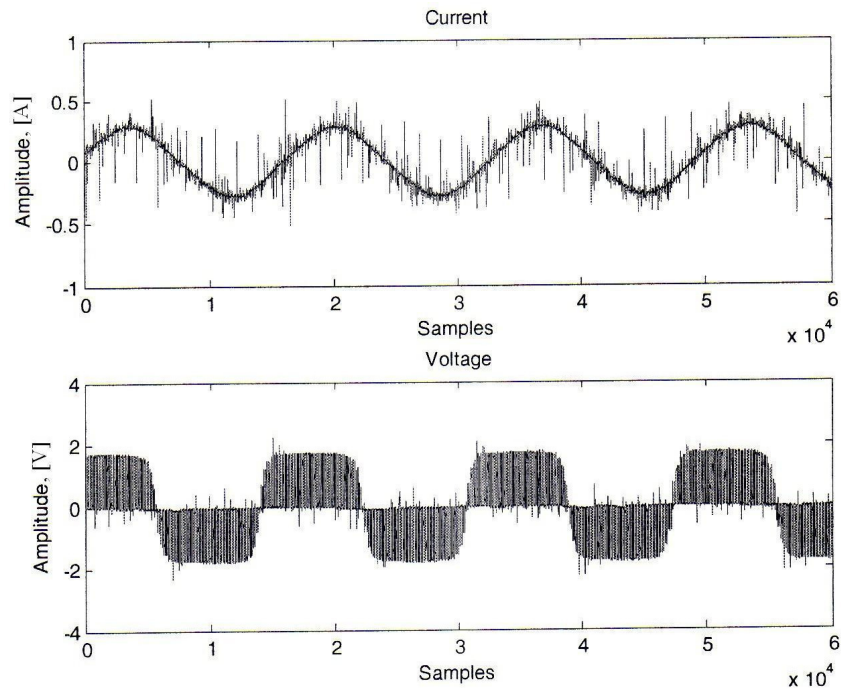 Current
1
0.5
0
-0.5
-1
Amplitude, [A]
0 1 2 3 4 5 6
Samples
x 10^4
Voltage
4
2
0
-2
-4
Amplitude, [V]
0 1 2 3 4 5 6
Samples
x 10^4